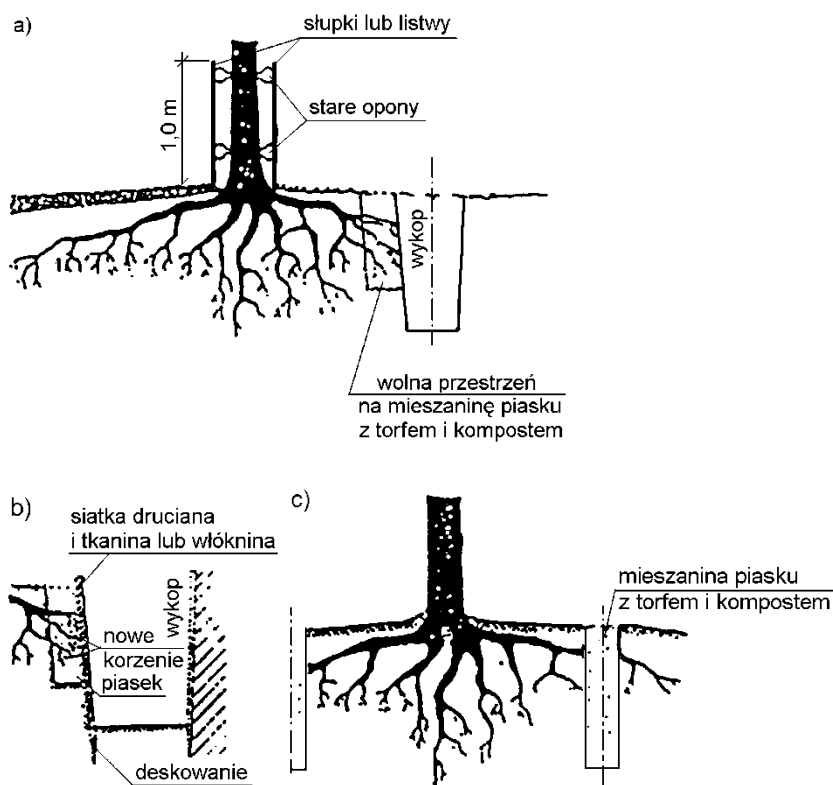 a)
słupki lub listwy
stare opony
1,0 m
wykop
wolna przestrzeń
na mieszaninę piasku
z torfem i kompostem
b)
siatka druciana
i tkanina lub włóknina
wykop
nowe
korzenie
piasek
deskowanie
c)
mieszanina piasku
z torfem i kompostem